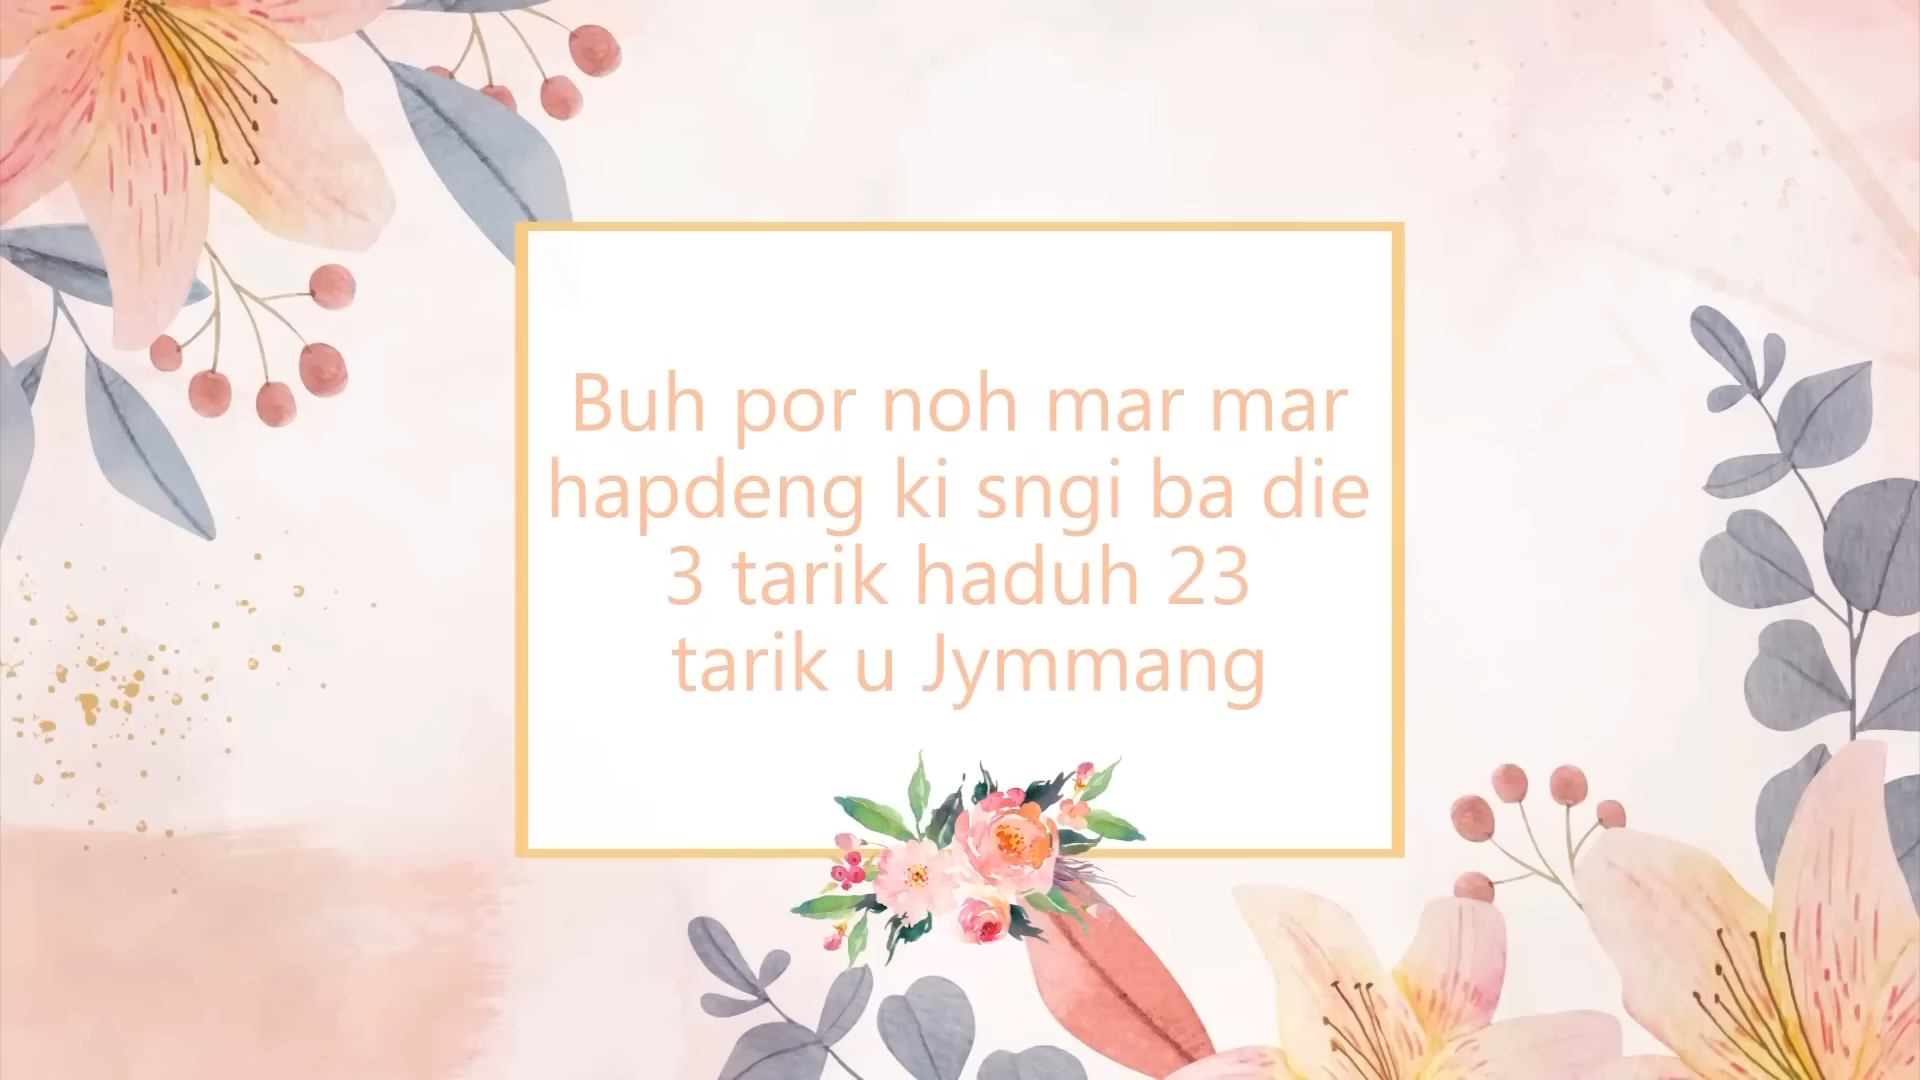 Buh por noh mar mar
hapdeng ki sngi ba die
3 tarik haduh 23
tarik u Jymmang